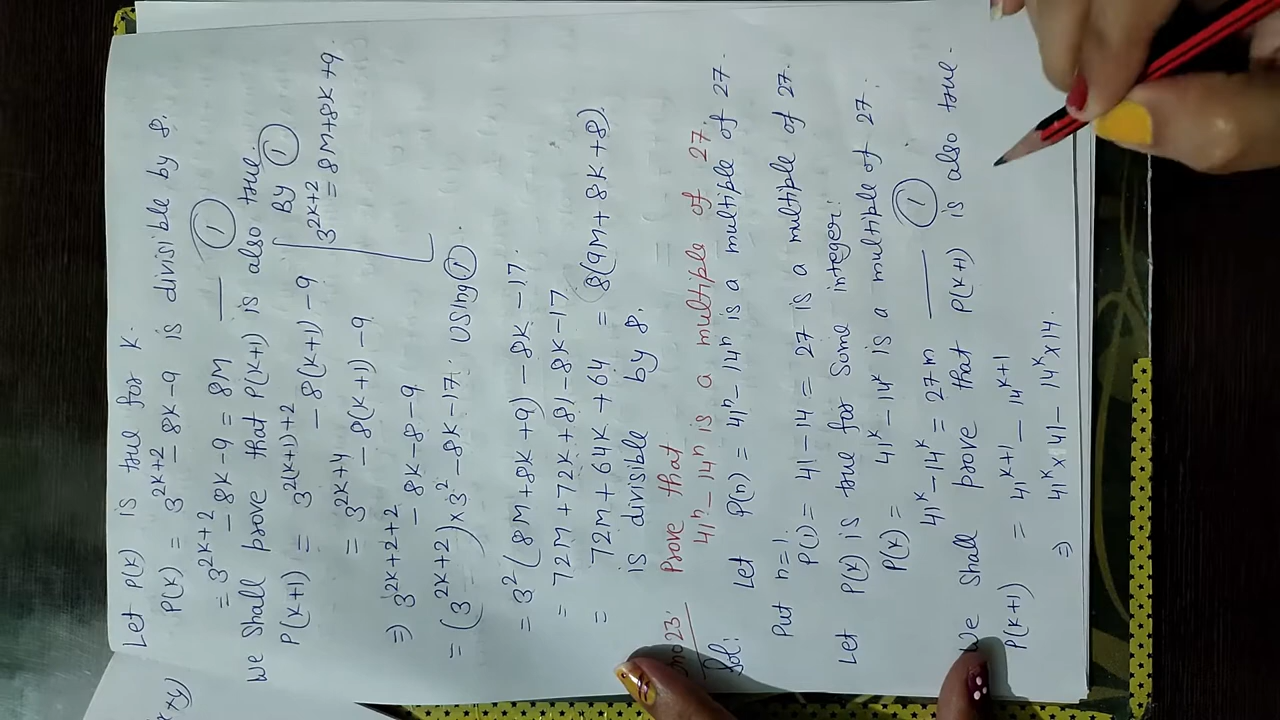 x+y)
Let P(K) is true for K.
P(K) = 3^{2K+2} - 8K - 9 is divisible by 8.
= 3^{2K+2} - 8K - 9 = 8M —— ①
We Shall prove that P(K+1) is also true.
P(K+1) = 3^{2(K+1)+2} - 8(K+1) - 9
By ①
3^{2K+2} = 8M+8K+9.
= 3^{2K+4} - 8(K+1) - 9
⇒ 3^{2K+2+2} - 8K - 8 - 9
= (3^{2K+2}) × 3^2 - 8K - 17. USing ①.
= 3^2 (8M + 8K + 9) - 8K - 17.
= 72M + 72K + 81 - 8K - 17
= 72M + 64K + 64 = 8(9M + 8K + 8).
is divisible by 8.
no 23. Prove that
41^n - 14^n is a multiple of 27.
Sol: Let P(n) = 41^n - 14^n is a multiple of 27.
Put n=1
P(1) = 41 - 14 = 27 is a multiple of 27.
Let P(K) is true for Some integer.
P(K) = 41^K - 14^K is a multiple of 27.
41^K - 14^K = 27m —— ①
We Shall prove that P(K+1) is also true.
P(K+1) = 41^{K+1} - 14^{K+1}
⇒ 41^K × 41 - 14^K × 14.